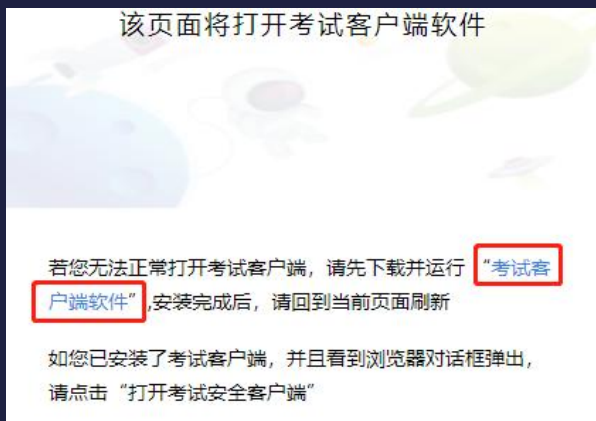 该页面将打开考试客户端软件
若您无法正常打开考试客户端，请先下载并运行 “考试客
户端软件” ,安装完成后，请回到当前页面刷新
如您已安装了考试客户端，并且看到浏览器对话框弹出，
请点击“打开考试安全客户端”